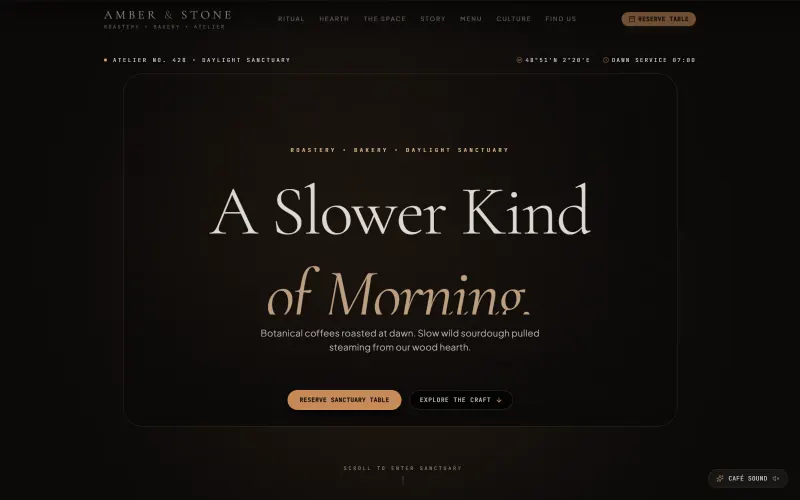 AMBER & STONE
ROASTERY • BAKERY • ATELIER
RITUAL HEARTH THE SPACE STORY MENU CULTURE FIND US
RESERVE TABLE
ATELIER NO. 428 • DAYLIGHT SANCTUARY
48°51'N 2°20'E DAWN SERVICE 07:00
ROASTERY • BAKERY • DAYLIGHT SANCTUARY
A Slower Kind
of Morning.
Botanical coffees roasted at dawn. Slow wild sourdough pulled
steaming from our wood hearth.
RESERVE SANCTUARY TABLE
EXPLORE THE CRAFT ↓
SCROLL TO ENTER SANCTUARY
CAFÉ SOUND